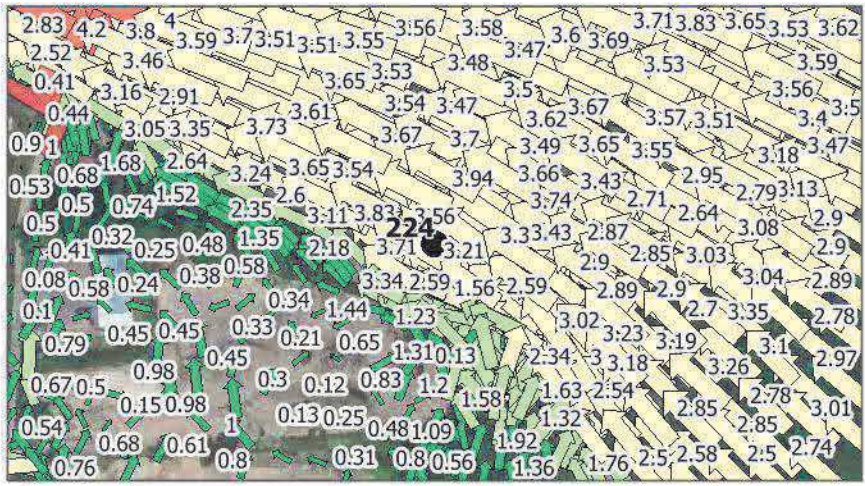 2.83 4.2 3.8 4 3.59 3.7 3.51 3.51 3.55 3.56 3.58 3.6 3.69 3.71 3.83 3.65 3.53 3.62
2.52 3.46 3.65 3.53 3.48 3.47 3.53 3.59
0.41 3.16 2.91 3.61 3.54 3.47 3.5 3.56
0.44 3.05 3.35 3.73 3.67 3.7 3.62 3.67 3.57 3.51 3.4 3.5
0.9 1 1.68 2.64 3.49 3.65 3.55 3.18 3.47
0.53 0.68 1.52 3.24 3.65 3.54 3.94 3.66 3.43 2.95 2.79 3.13
0.5 0.5 0.74 2.35 2.6 3.11 3.83 .56 3.74 2.71 2.64 3.08 2.9
224
0.41 0.32 0.25 0.48 1.35 2.18 3.71 3.21 3.3 3.43 2.87 2.85 3.03 2.9
0.08 0.58 0.24 0.38 0.58 3.34 2.59 1.56 2.59 2.9 2.89 2.9 3.04 2.89
0.1 0.34 1.44 1.23 3.02 2.7 3.35 2.78
0.79 0.45 0.45 0.33 0.21 0.65 3.23 3.19 3.1
0.98 0.45 1.31 0.13 2.34 3 3.18 3.26 2.97
0.67 0.5 0.3 0.12 0.83 1.2 1.58 1.63 2.54 2.78
0.15 0.98 0.13 0.25 1.32 2.85 3.01
0.54 0.68 0.61 1 0.48 1.09 1.92 2.85
0.76 0.8 0.31 0.8 0.56 1.36 1.76 2.5 2.58 2.5 2.74